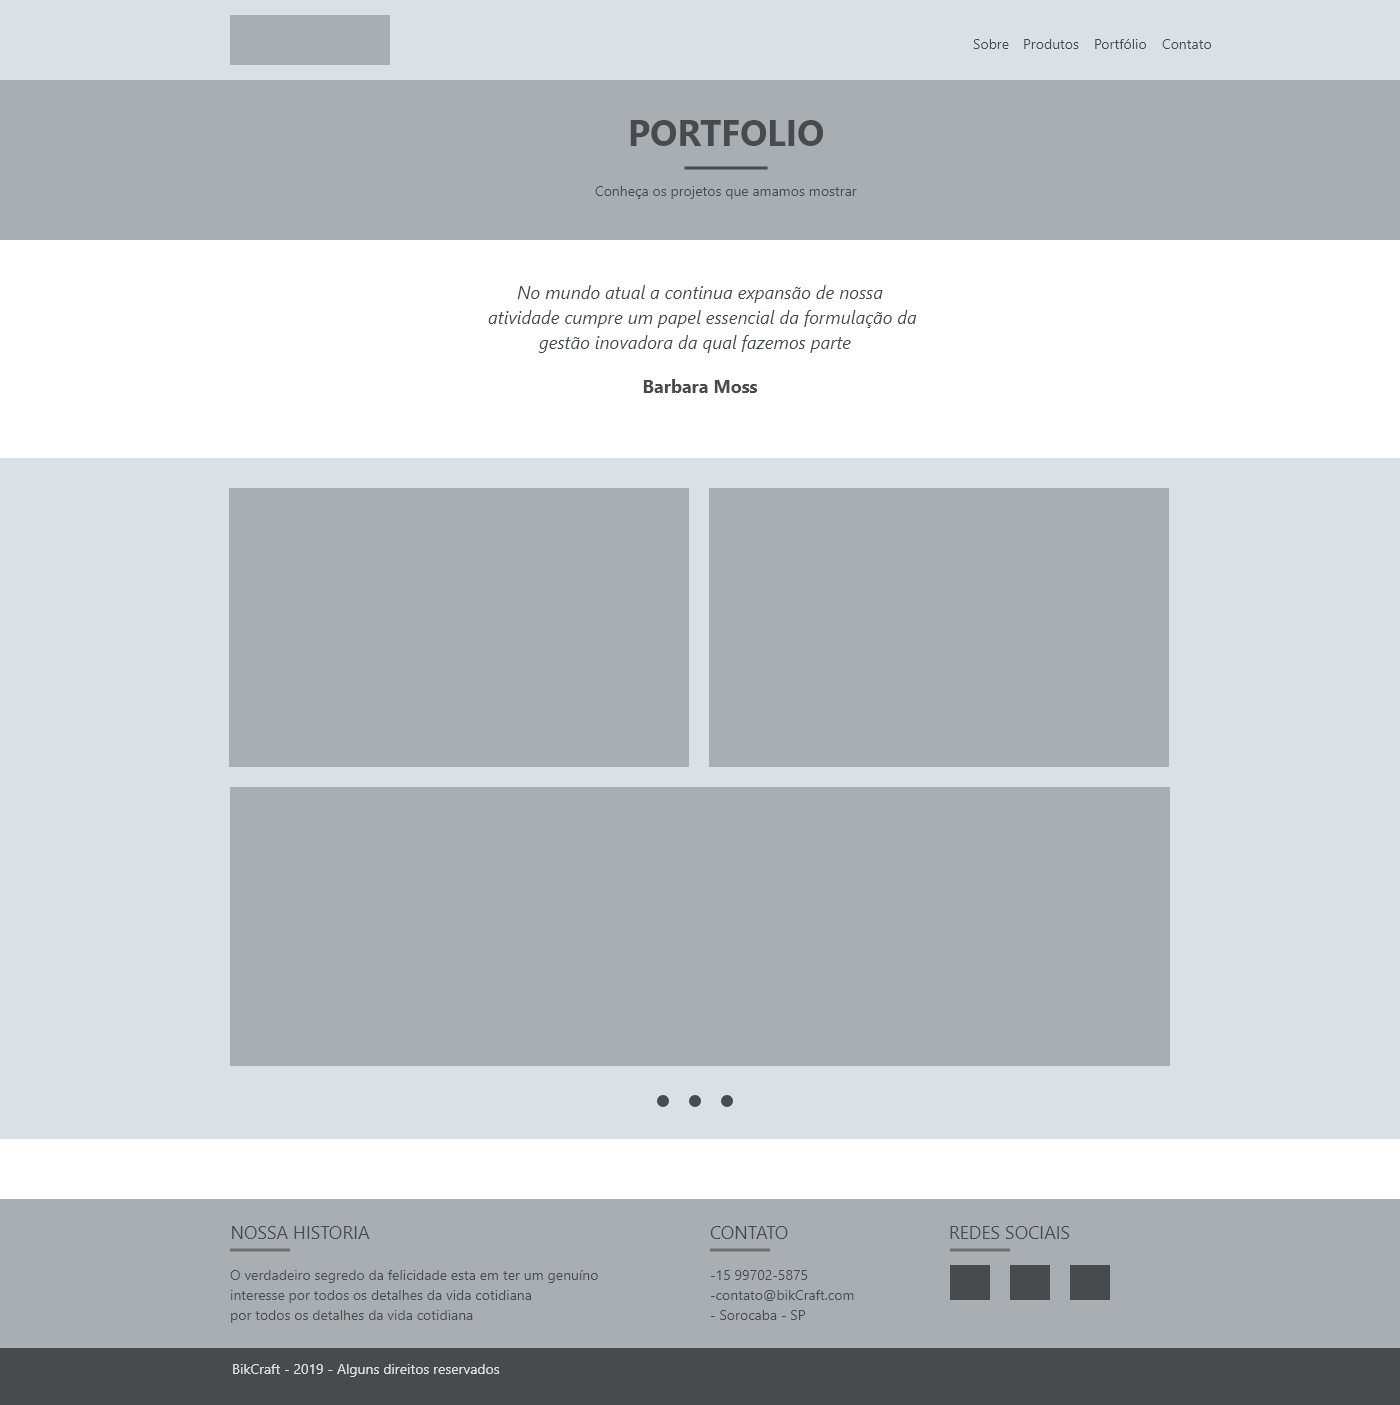 Sobre Produtos Portfólio Contato
PORTFOLIO
Conheça os projetos que amamos mostrar
No mundo atual a continua expansão de nossa
atividade cumpre um papel essencial da formulação da
gestão inovadora da qual fazemos parte
Barbara Moss
NOSSA HISTORIA
O verdadeiro segredo da felicidade esta em ter um genuíno
interesse por todos os detalhes da vida cotidiana
por todos os detalhes da vida cotidiana
CONTATO
-15 99702-5875
-contato@bikCraft.com
- Sorocaba - SP
REDES SOCIAIS
BikCraft - 2019 - Alguns direitos reservados